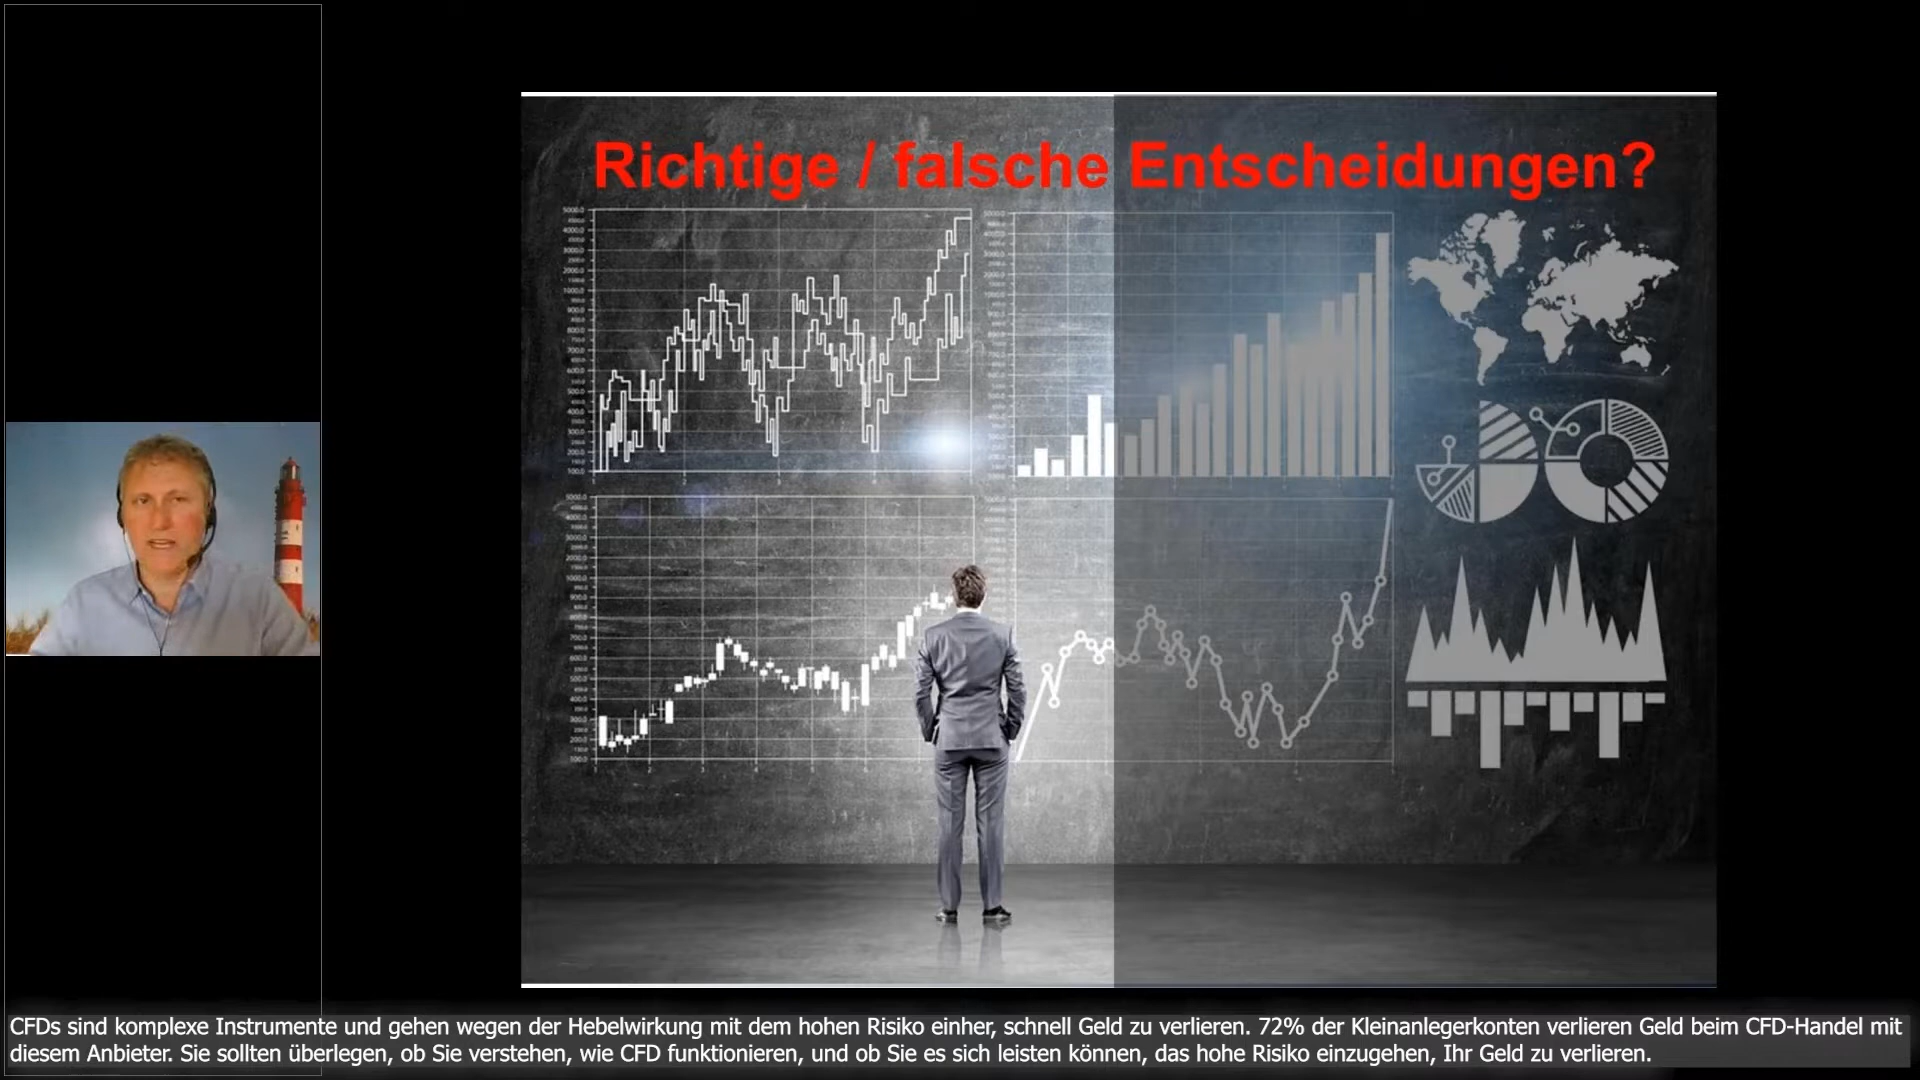 Richtige / falsche Entscheidungen?
CFDs sind komplexe Instrumente und gehen wegen der Hebelwirkung mit dem hohen Risiko einher, schnell Geld zu verlieren. 72% der Kleinanlegerkonten verlieren Geld beim CFD-Handel mit
diesem Anbieter. Sie sollten überlegen, ob Sie verstehen, wie CFD funktionieren, und ob Sie es sich leisten können, das hohe Risiko einzugehen, Ihr Geld zu verlieren.